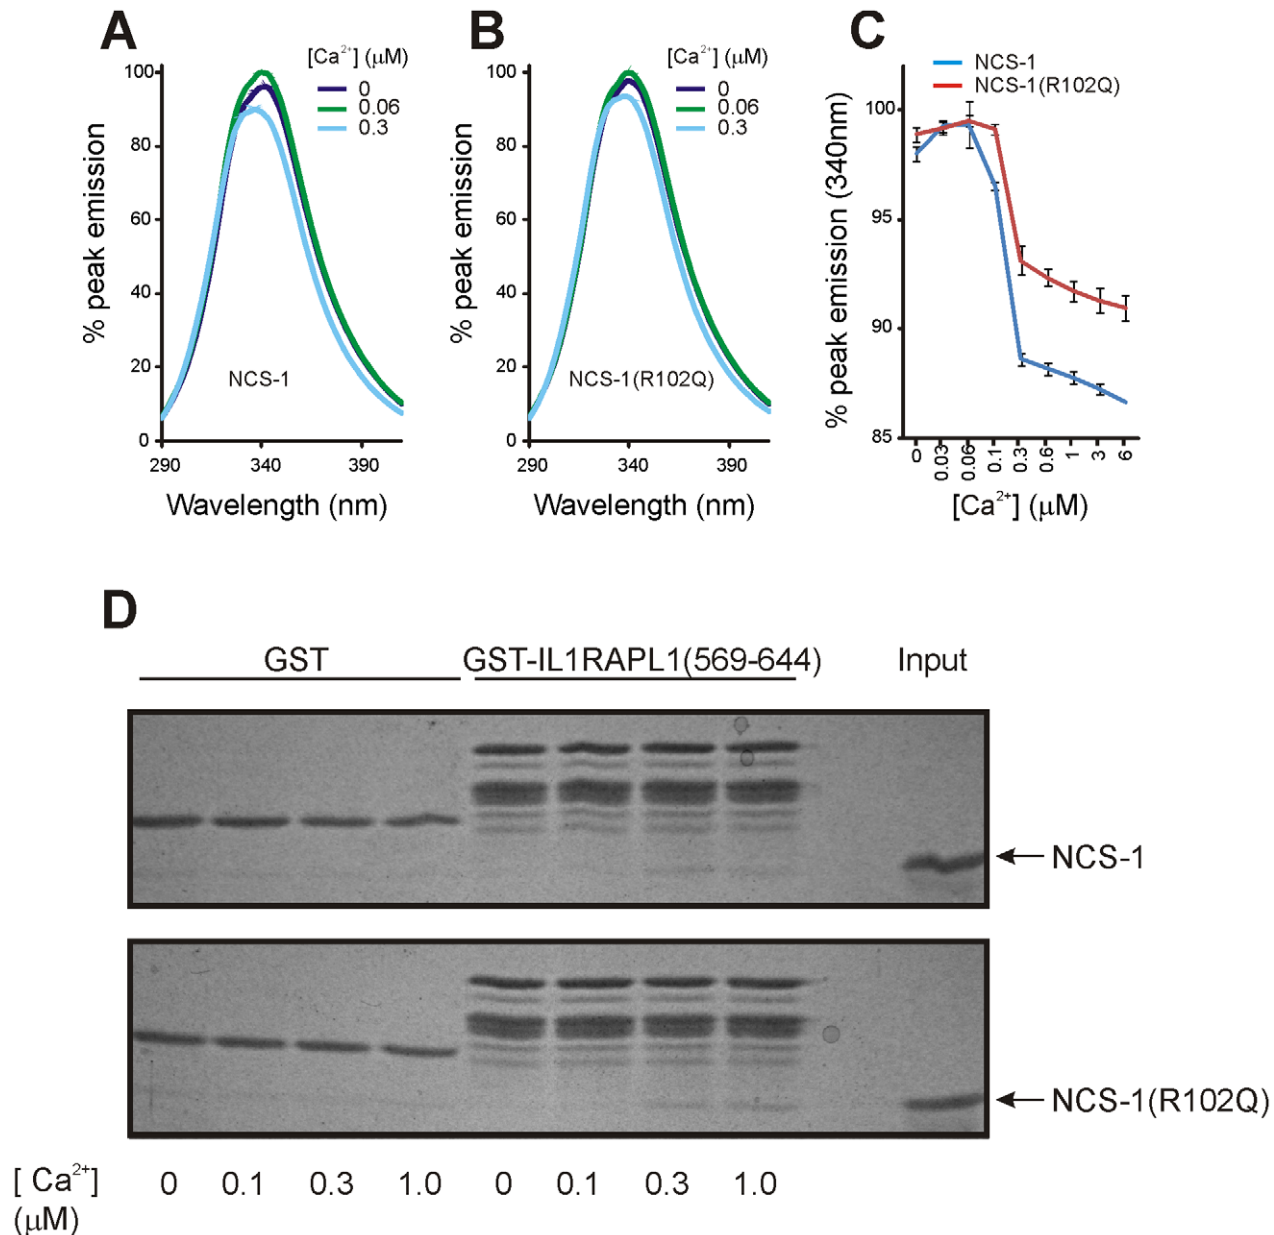 A
[Ca²⁺] (μM)
0
0.06
0.3
% peak emission
100
80
60
40
20
0
NCS-1
290 340 390
Wavelength (nm)
B
[Ca²⁺] (μM)
0
0.06
0.3
% peak emission
100
80
60
40
20
0
NCS-1(R102Q)
290 340 390
Wavelength (nm)
C
NCS-1
NCS-1(R102Q)
% peak emission (340nm)
100
95
90
85
0 0.03 0.06 0.1 0.3 0.6 1 3 6
[Ca²⁺] (μM)
D
GST GST-IL1RAPL1(569-644) Input
NCS-1
NCS-1(R102Q)
[ Ca²⁺] 0 0.1 0.3 1.0 0 0.1 0.3 1.0
(μM)